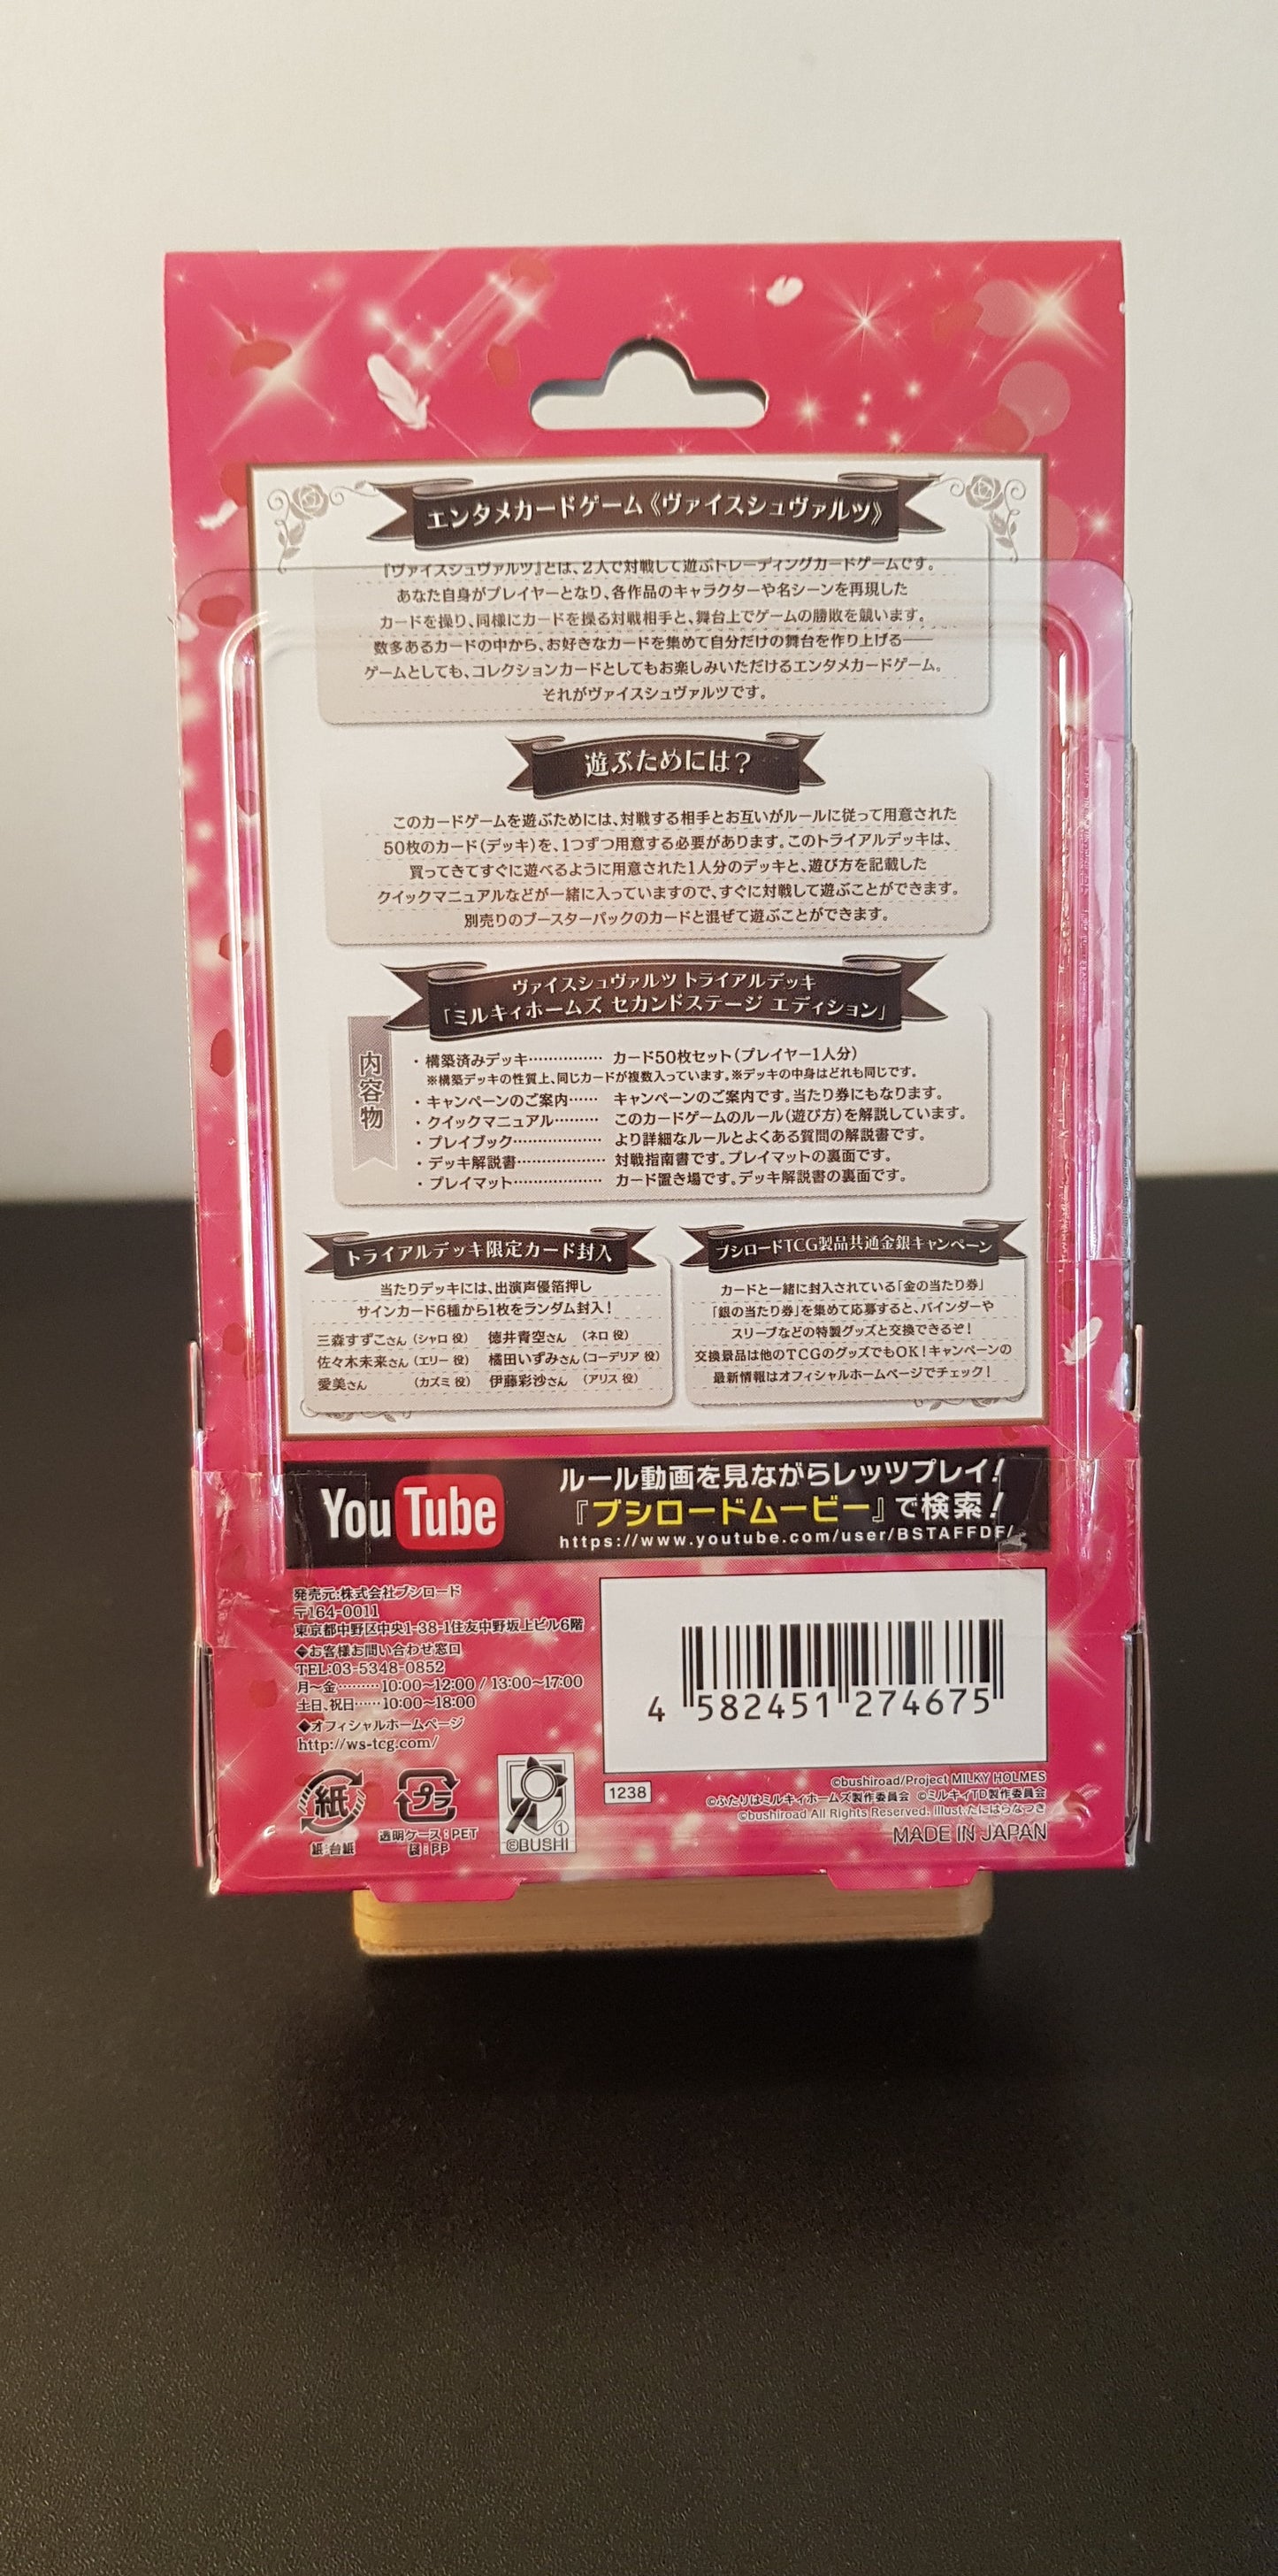 エンタメカードゲーム《ヴァイスシュヴァルツ》
『ヴァイスシュヴァルツ』とは、2人で対戦して遊ぶトレーディングカードゲームです。
あなた自身がプレイヤーとなり、各作品のキャラクターや名シーンを再現した
カードを操り、同様にカードを操る対戦相手と、舞台上でゲームの勝敗を競います。
数多あるカードの中から、お好きなカードを集めて自分だけの舞台を作り上げる――
ゲームとしても、コレクションカードとしてもお楽しみいただけるエンタメカードゲーム。
それがヴァイスシュヴァルツです。
遊ぶためには？
このカードゲームを遊ぶためには、対戦する相手とお互いがルールに従って用意された
50枚のカード(デッキ)を、1つずつ用意する必要があります。このトライアルデッキは、
買ってきてすぐに遊べるように用意された1人分のデッキと、遊び方を記載した
クイックマニュアルなどが一緒に入っていますので、すぐに対戦して遊ぶことができます。
別売りのブースターパックのカードと混ぜて遊ぶことができます。
ヴァイスシュヴァルツ トライアルデッキ
「ミルキィホームズ セカンドステージ エディション」
内容物
・構築済みデッキ…………… カード50枚セット(プレイヤー1人分)
※構築デッキの性質上、同じカードが複数入っています。※デッキの中身はどれも同じです。
・キャンペーンのご案内…… キャンペーンのご案内です。当たり券にもなります。
・クイックマニュアル……… このカードゲームのルール(遊び方)を解説しています。
・プレイブック……………… より詳細なルールとよくある質問の解説書です。
・デッキ解説書……………… 対戦指南書です。プレイマットの裏面です。
・プレイマット……………… カード置き場です。デッキ解説書の裏面です。
トライアルデッキ限定カード封入
当たりデッキには、出演声優箔押し
サインカード6種から1枚をランダム封入！
三森すずこさん (シャロ 役) 徳井青空さん (ネロ 役)
佐々木未来さん (エリー 役) 橘田いずみさん (コーデリア 役)
愛美さん (カズミ 役) 伊藤彩沙さん (アリス 役)
ブシロードTCG製品共通金銀キャンペーン
カードと一緒に封入されている「金の当たり券」
「銀の当たり券」を集めて応募すると、バインダーや
スリーブなどの特製グッズと交換できるぞ！
交換景品は他のTCGのグッズでもOK！キャンペーンの
最新情報はオフィシャルホームページでチェック！
YouTube
ルール動画を見ながらレッツプレイ！
『ブシロードムービー』で検索！
https://www.youtube.com/user/BSTAFFDF/
発売元:株式会社ブシロード
〒164-0011
東京都中野区中央1-38-1住友中野坂上ビル6階
◆お客様お問い合わせ窓口
TEL:03-5348-0852
月～金………10:00～12:00 / 13:00～17:00
土日、祝日……10:00～18:00
◆オフィシャルホームページ
http://ws-tcg.com/
4 582451 274675
1238
©bushiroad/Project MILKY HOLMES
©ふたりはミルキィホームズ製作委員会 ©ミルキィTD製作委員会
©bushiroad All Rights Reserved. illust.たにはらなつき
MADE IN JAPAN
紙
紙:台紙
プラ
透明ケース:PET
袋:PP
①
©BUSHI